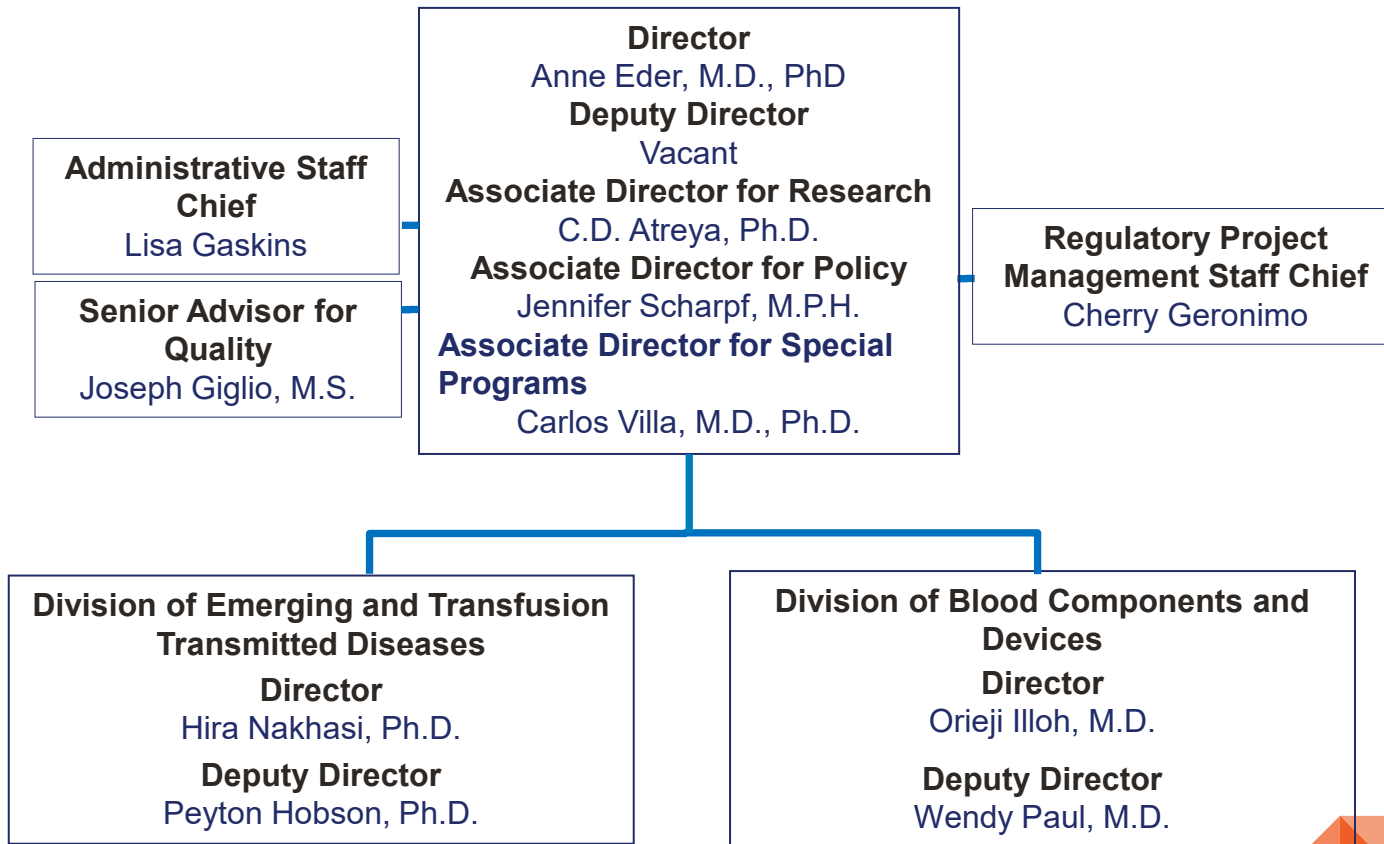 Director
Anne Eder, M.D., PhD
Deputy Director
Vacant
Associate Director for Research
C.D. Atreya, Ph.D.
Associate Director for Policy
Jennifer Scharpf, M.P.H.
Associate Director for Special
Programs
Carlos Villa, M.D., Ph.D.
Administrative Staff
Chief
Lisa Gaskins
Senior Advisor for
Quality
Joseph Giglio, M.S.
Regulatory Project
Management Staff Chief
Cherry Geronimo
Division of Emerging and Transfusion
Transmitted Diseases
Director
Hira Nakhasi, Ph.D.
Deputy Director
Peyton Hobson, Ph.D.
Division of Blood Components and
Devices
Director
Orieji Illoh, M.D.
Deputy Director
Wendy Paul, M.D.